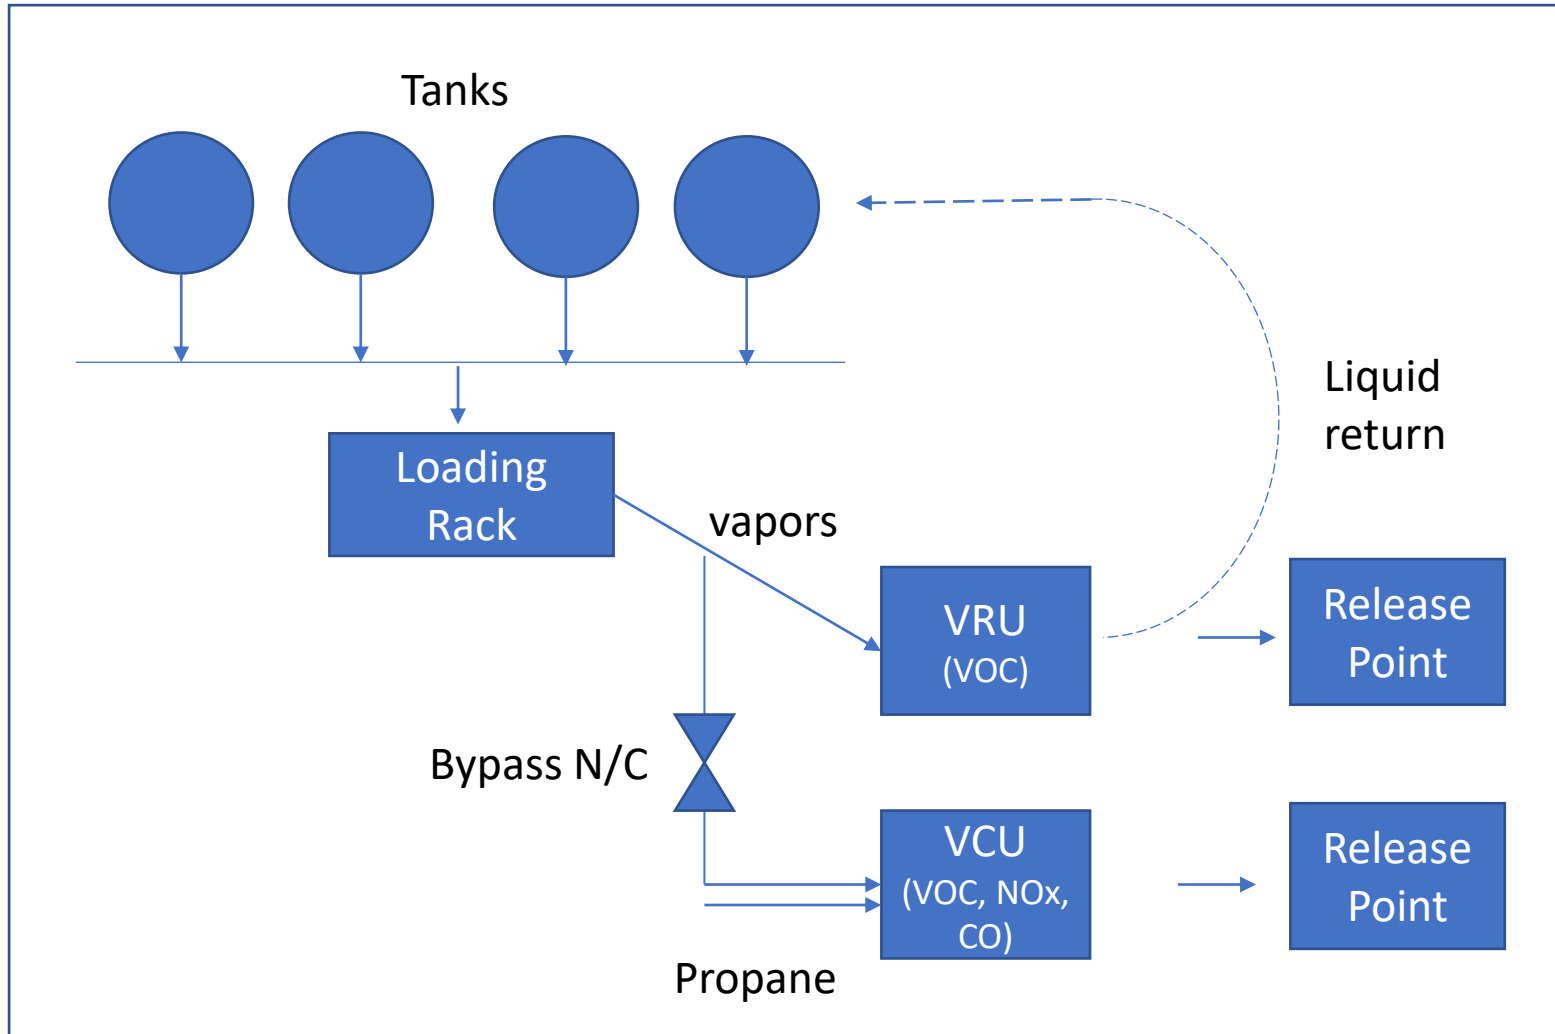 Tanks
Liquid
return
Loading
Rack
vapors
VRU
(VOC)
Release
Point
Bypass N/C
VCU
(VOC, NOx,
CO)
Release
Point
Propane